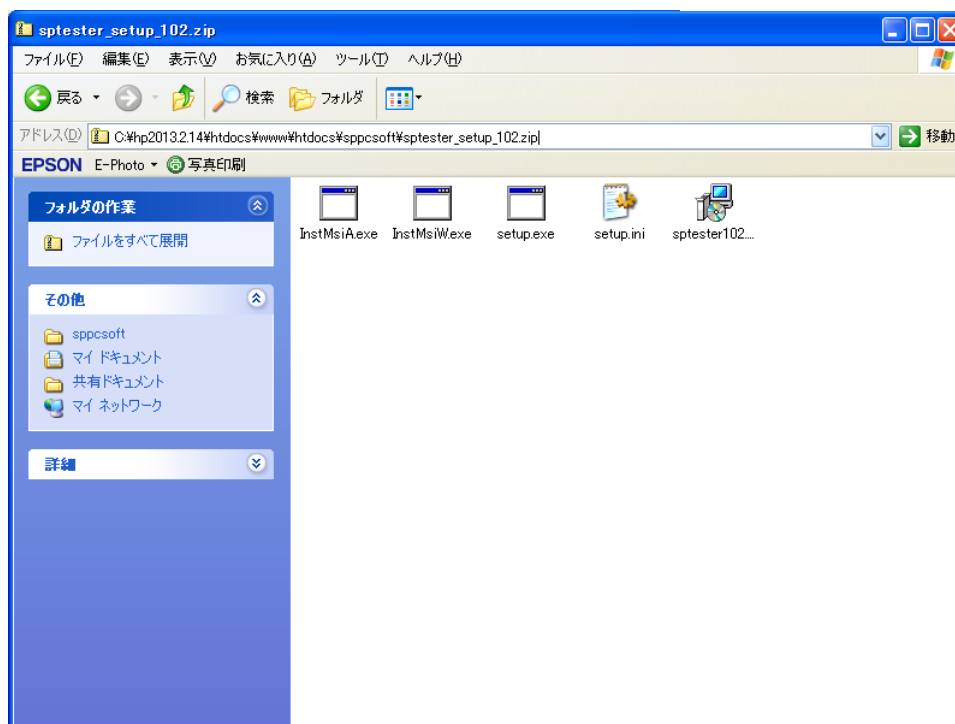 sptester_setup_102.zip
ファイル(F) 編集(E) 表示(V) お気に入り(A) ツール(T) ヘルプ(H)
戻る 検索 フォルダ
アドレス(D) C:¥hp2013.2.14¥htdocs¥www¥htdocs¥sppcsoft¥sptester_setup_102.zip 移動
EPSON E-Photo 写真印刷
フォルダの作業
ファイルをすべて展開
その他
sppcsoft
マイ ドキュメント
共有ドキュメント
マイ ネットワーク
詳細
InstMsiA.exe InstMsiW.exe setup.exe setup.ini sptester102...